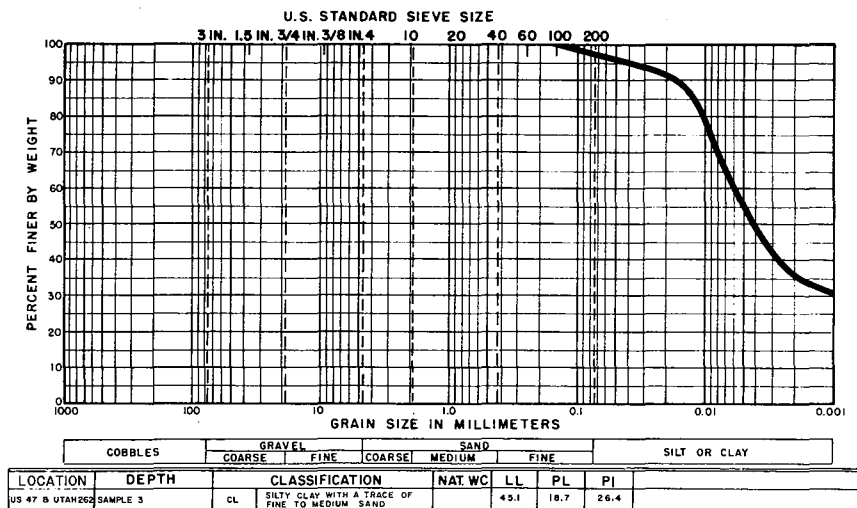 U.S. STANDARD SIEVE SIZE
3 IN. 1.5 IN. 3/4 IN. 3/8 IN. 4 10 20 40 60 100 200
100
90
80
70
60
50
40
30
20
10
0
PERCENT FINER BY WEIGHT
1000 100 10 1.0 0.1 0.01 0.001
GRAIN SIZE IN MILLIMETERS
COBBLES GRAVEL SAND SILT OR CLAY
COARSE FINE COARSE MEDIUM FINE
LOCATION DEPTH CLASSIFICATION NAT. WC LL PL PI
US 47 & UTAH 262 SAMPLE 3 CL SILTY CLAY WITH A TRACE OF 45.1 18.7 26.4
FINE TO MEDIUM SAND